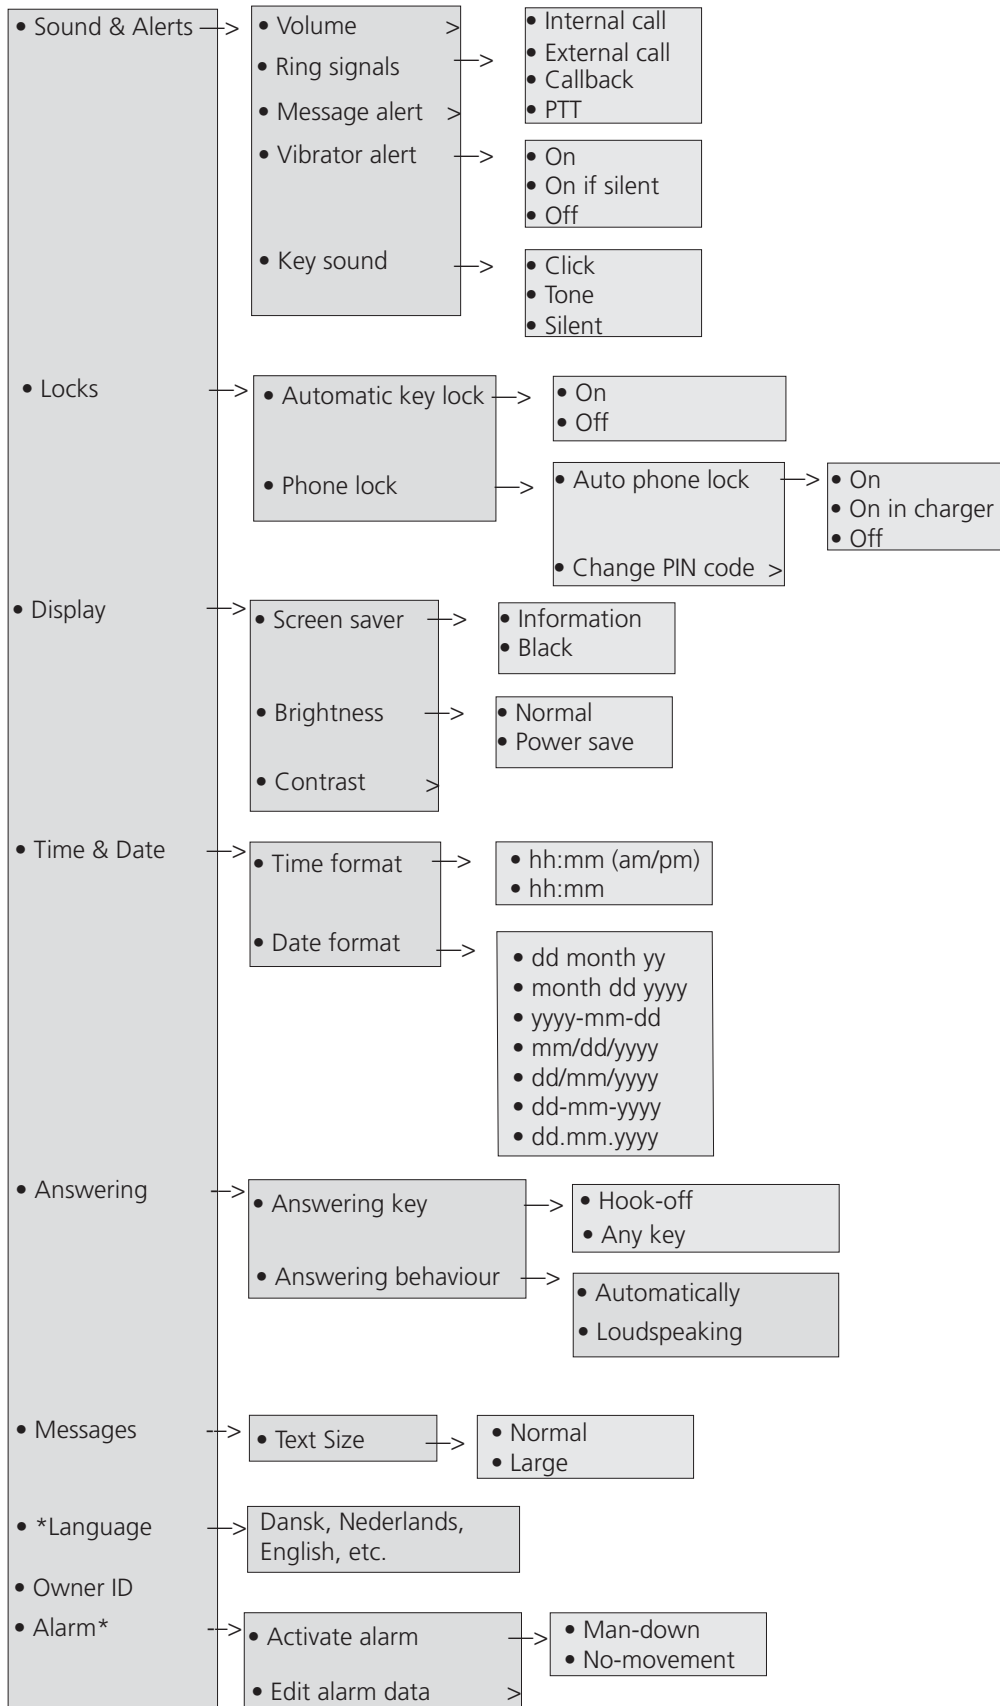 • Sound & Alerts —>
• Volume >
• Ring signals —>
• Internal call
• External call
• Callback
• PTT
• Message alert >
• Vibrator alert —>
• On
• On if silent
• Off
• Key sound —>
• Click
• Tone
• Silent
• Locks —>
• Automatic key lock —>
• On
• Off
• Phone lock —>
• Auto phone lock —>
• On
• On in charger
• Off
• Change PIN code >
• Display —>
• Screen saver —>
• Information
• Black
• Brightness —>
• Normal
• Power save
• Contrast >
• Time & Date —>
• Time format —>
• hh:mm (am/pm)
• hh:mm
• Date format —>
• dd month yy
• month dd yyyy
• yyyy-mm-dd
• mm/dd/yyyy
• dd/mm/yyyy
• dd-mm-yyyy
• dd.mm.yyyy
• Answering —>
• Answering key —>
• Hook-off
• Any key
• Answering behaviour —>
• Automatically
• Loudspeaking
• Messages —>
• Text Size —>
• Normal
• Large
• *Language —>
Dansk, Nederlands,
English, etc.
• Owner ID
• Alarm* —>
• Activate alarm —>
• Man-down
• No-movement
• Edit alarm data >